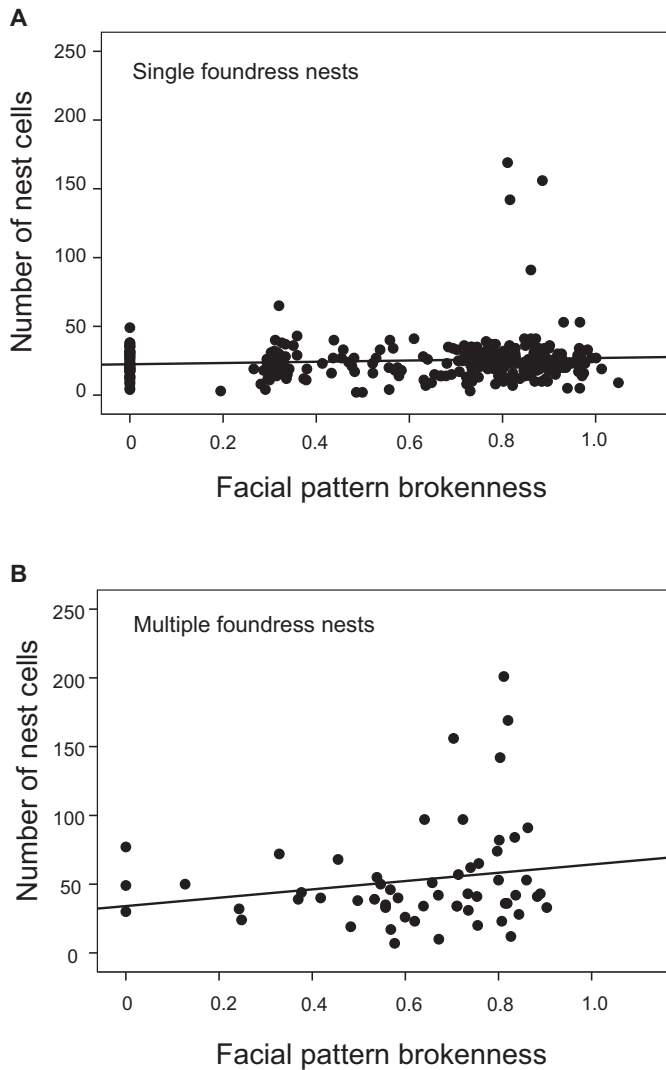 A
250
200
150
100
50
0
Number of nest cells
Single foundress nests
0 0.2 0.4 0.6 0.8 1.0
Facial pattern brokenness
B
250
200
150
100
50
0
Number of nest cells
Multiple foundress nests
0 0.2 0.4 0.6 0.8 1.0
Facial pattern brokenness